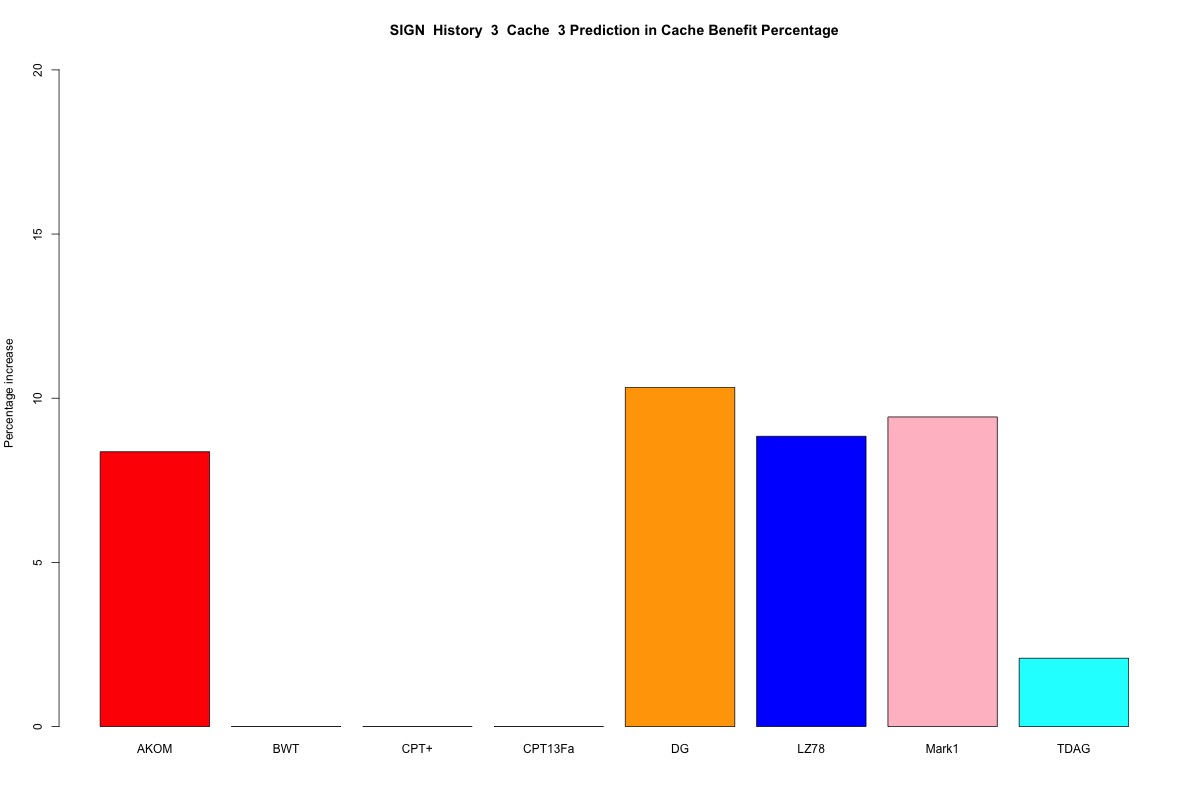 SIGN  History  3  Cache  3 Prediction in Cache Benefit Percentage
Percentage increase
20
15
10
5
0
AKOM BWT CPT+ CPT13Fa DG LZ78 Mark1 TDAG